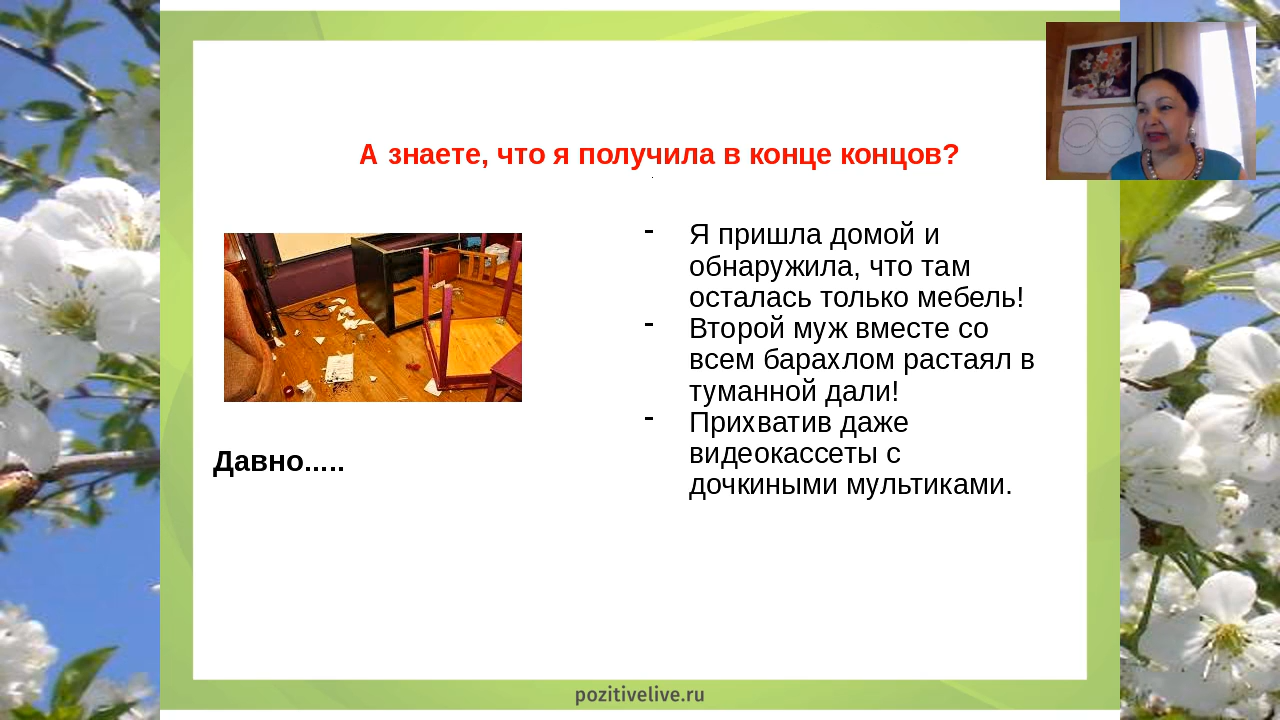 А знаете, что я получила в конце концов?
- Я пришла домой и
обнаружила, что там
осталась только мебель!
- Второй муж вместе со
всем барахлом растаял в
туманной дали!
- Прихватив даже
видеокассеты с
дочкиными мультиками.
Давно.....
pozitivelive.ru